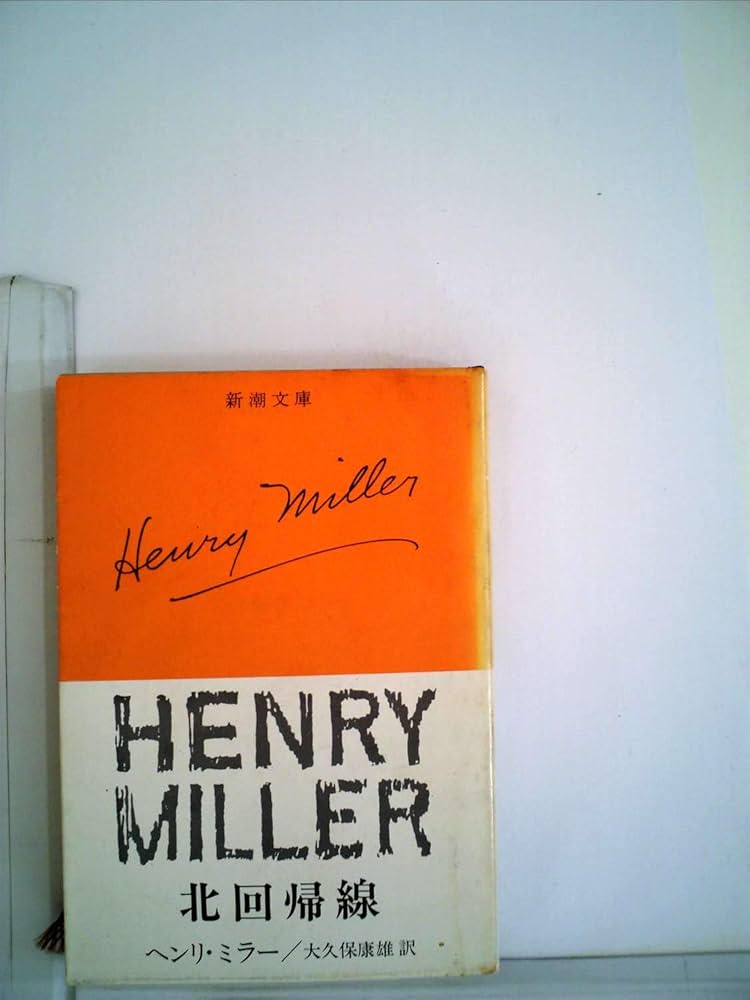 新潮文庫
Henry Miller
HENRY
MILLER
北回帰線
ヘンリ・ミラー/大久保康雄訳